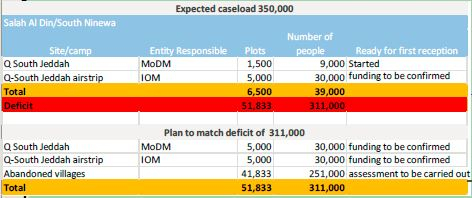 Expected caseload 350,000
Salah Al Din/South Ninewa
Number of
Site/camp Entity Responsible Plots people Ready for first reception
Q South Jeddah MoDM 1,500 9,000 Started
Q-South Jeddah airstrip IOM 5,000 30,000 funding to be confirmed
Total 6,500 39,000
Deficit 51,833 311,000
Plan to match deficit of 311,000
Q South Jeddah MoDM 5,000 30,000 funding to be confirmed
Q-South Jeddah airstrip IOM 5,000 30,000 funding to be confirmed
Abandoned villages 41,833 251,000 assessment to be carried out
Total 51,833 311,000